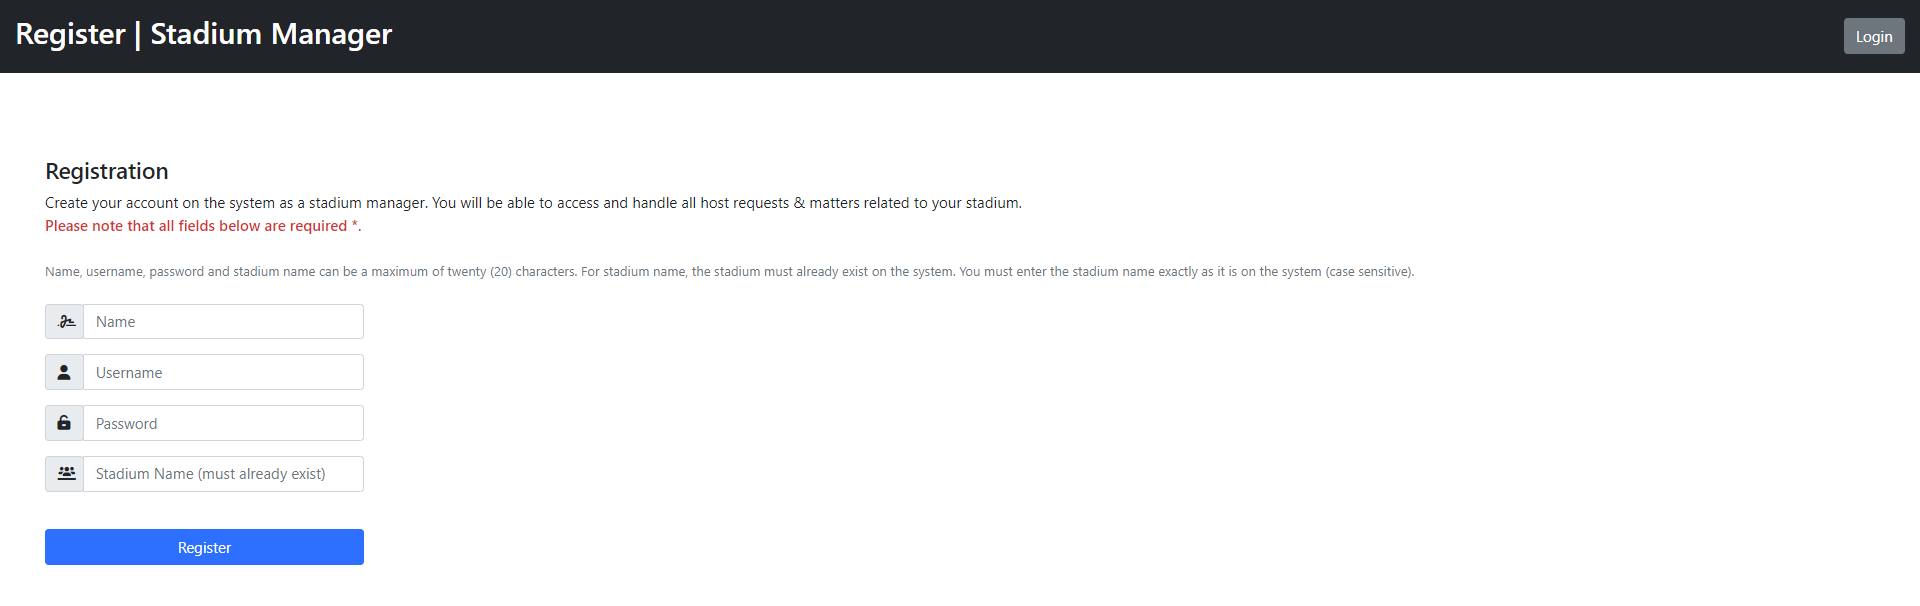 Register | Stadium Manager
Login
Registration
Create your account on the system as a stadium manager. You will be able to access and handle all host requests & matters related to your stadium.
Please note that all fields below are required *.
Name, username, password and stadium name can be a maximum of twenty (20) characters. For stadium name, the stadium must already exist on the system. You must enter the stadium name exactly as it is on the system (case sensitive).
Name
Username
Password
Stadium Name (must already exist)
Register